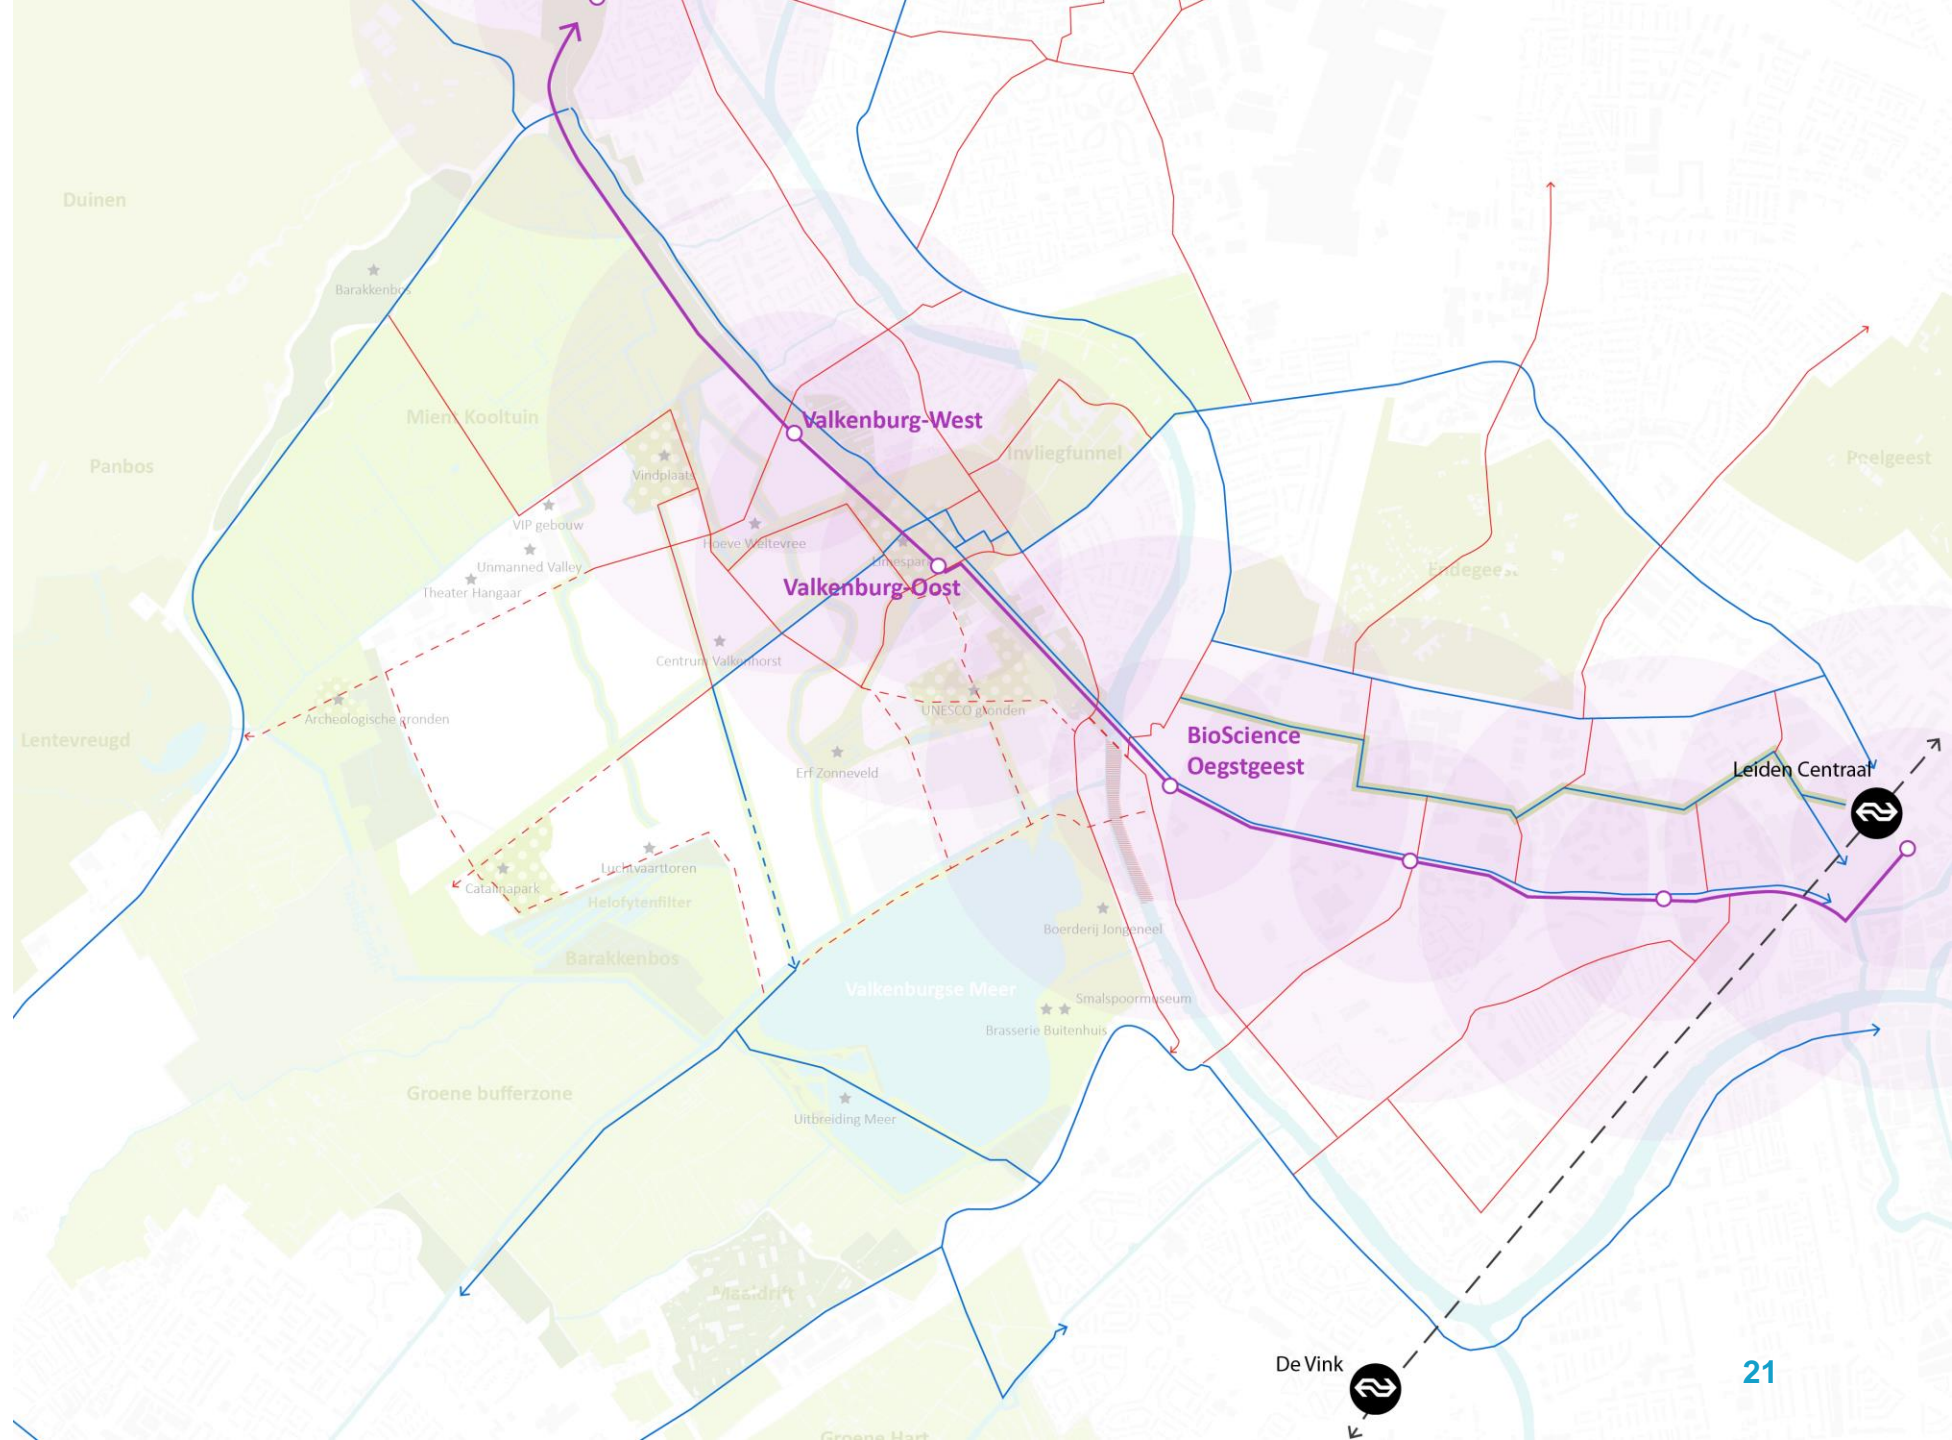 Duinen
Barakkenbos
Mient Kooltuin
Valkenburg-West
Invliegfunnel
Panbos
Vindplaats
Peelgeest
VIP gebouw
Hoeve Weltevree
Unmanned Valley
Limespark
Theater Hangaar
Valkenburg-Oost
Endegeest
Centrum Valkenhorst
UNESCO gronden
Archeologische gronden
Lentevreugd
BioScience
Oegstgeest
Erf Zonneveld
Leiden Centraal
Luchtvaarttoren
Catalinapark
Helofytenfilter
Boerderij Jongeneel
Barakkenbos
Valkenburgse Meer
Smalspoormuseum
Brasserie Buitenhuis
Groene bufferzone
Uitbreiding Meer
Maaldrift
De Vink
21
Groene Hart